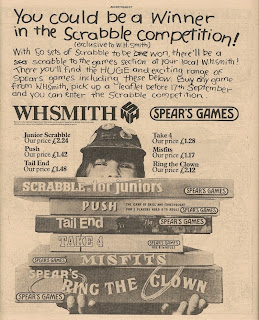 ADVERTISEMENT
You could be a Winner
in the Scrabble competition!
(exclusive to W.H. Smith)
With 50 sets of Scrabble to be won, there'll be a
scrabble to the games section at your local WHSmith!
There you'll find the HUGE and exciting range of
Spear's Games including these below. Buy any game
from WHSmith, pick up a leaflet before 17th September
and you can enter the Scrabble competition.
WHSMITH
SPEAR'S GAMES
Junior Scrabble
Our price £2.24
Push
Our price £1.42
Tail End
Our price £1.48
Take 4
Our price £1.28
Misfits
Our price £1.17
Ring the Clown
Our price £2.12
SCRABBLE for juniors
SPEAR'S GAMES
PUSH
Tail End
SPEAR'S GAMES
TAKE 4
SPEAR'S GAMES
MISFITS
SPEAR'S GAMES
SPEAR'S
RING THE CLOWN
SPEAR'S GAMES